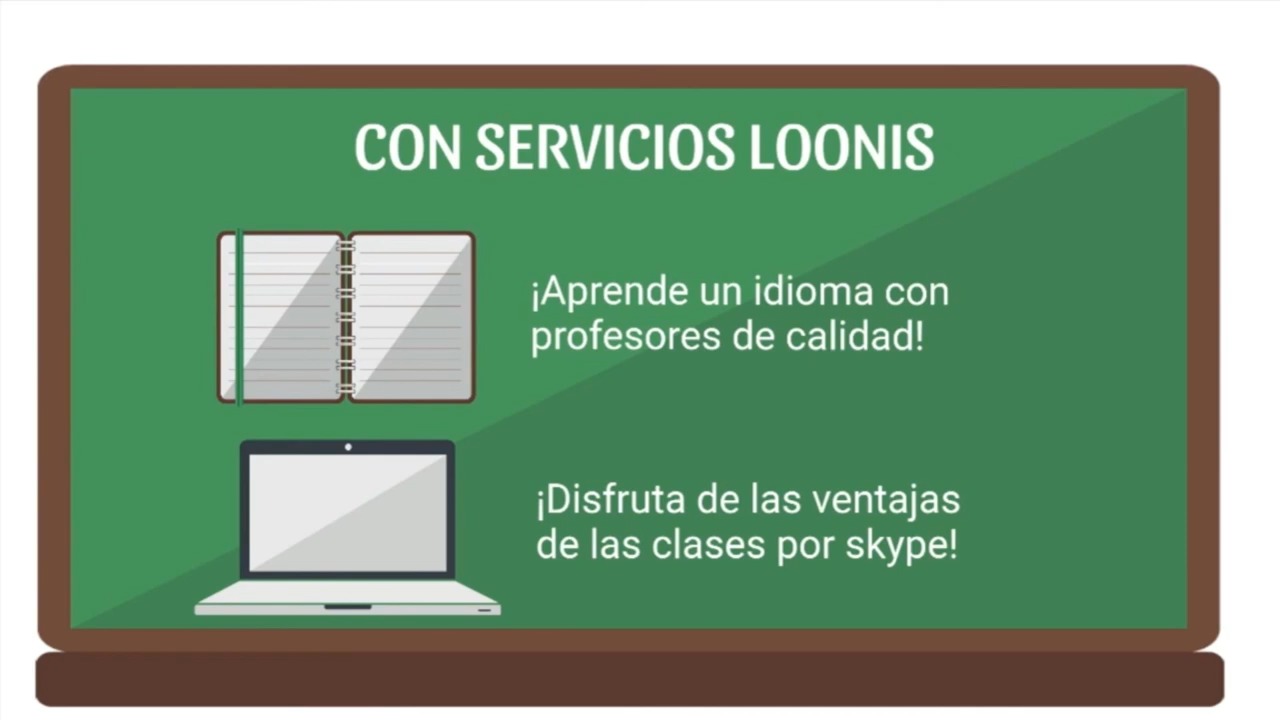 CON SERVICIOS LOONIS
¡Aprende un idioma con
profesores de calidad!
¡Disfruta de las ventajas
de las clases por skype!